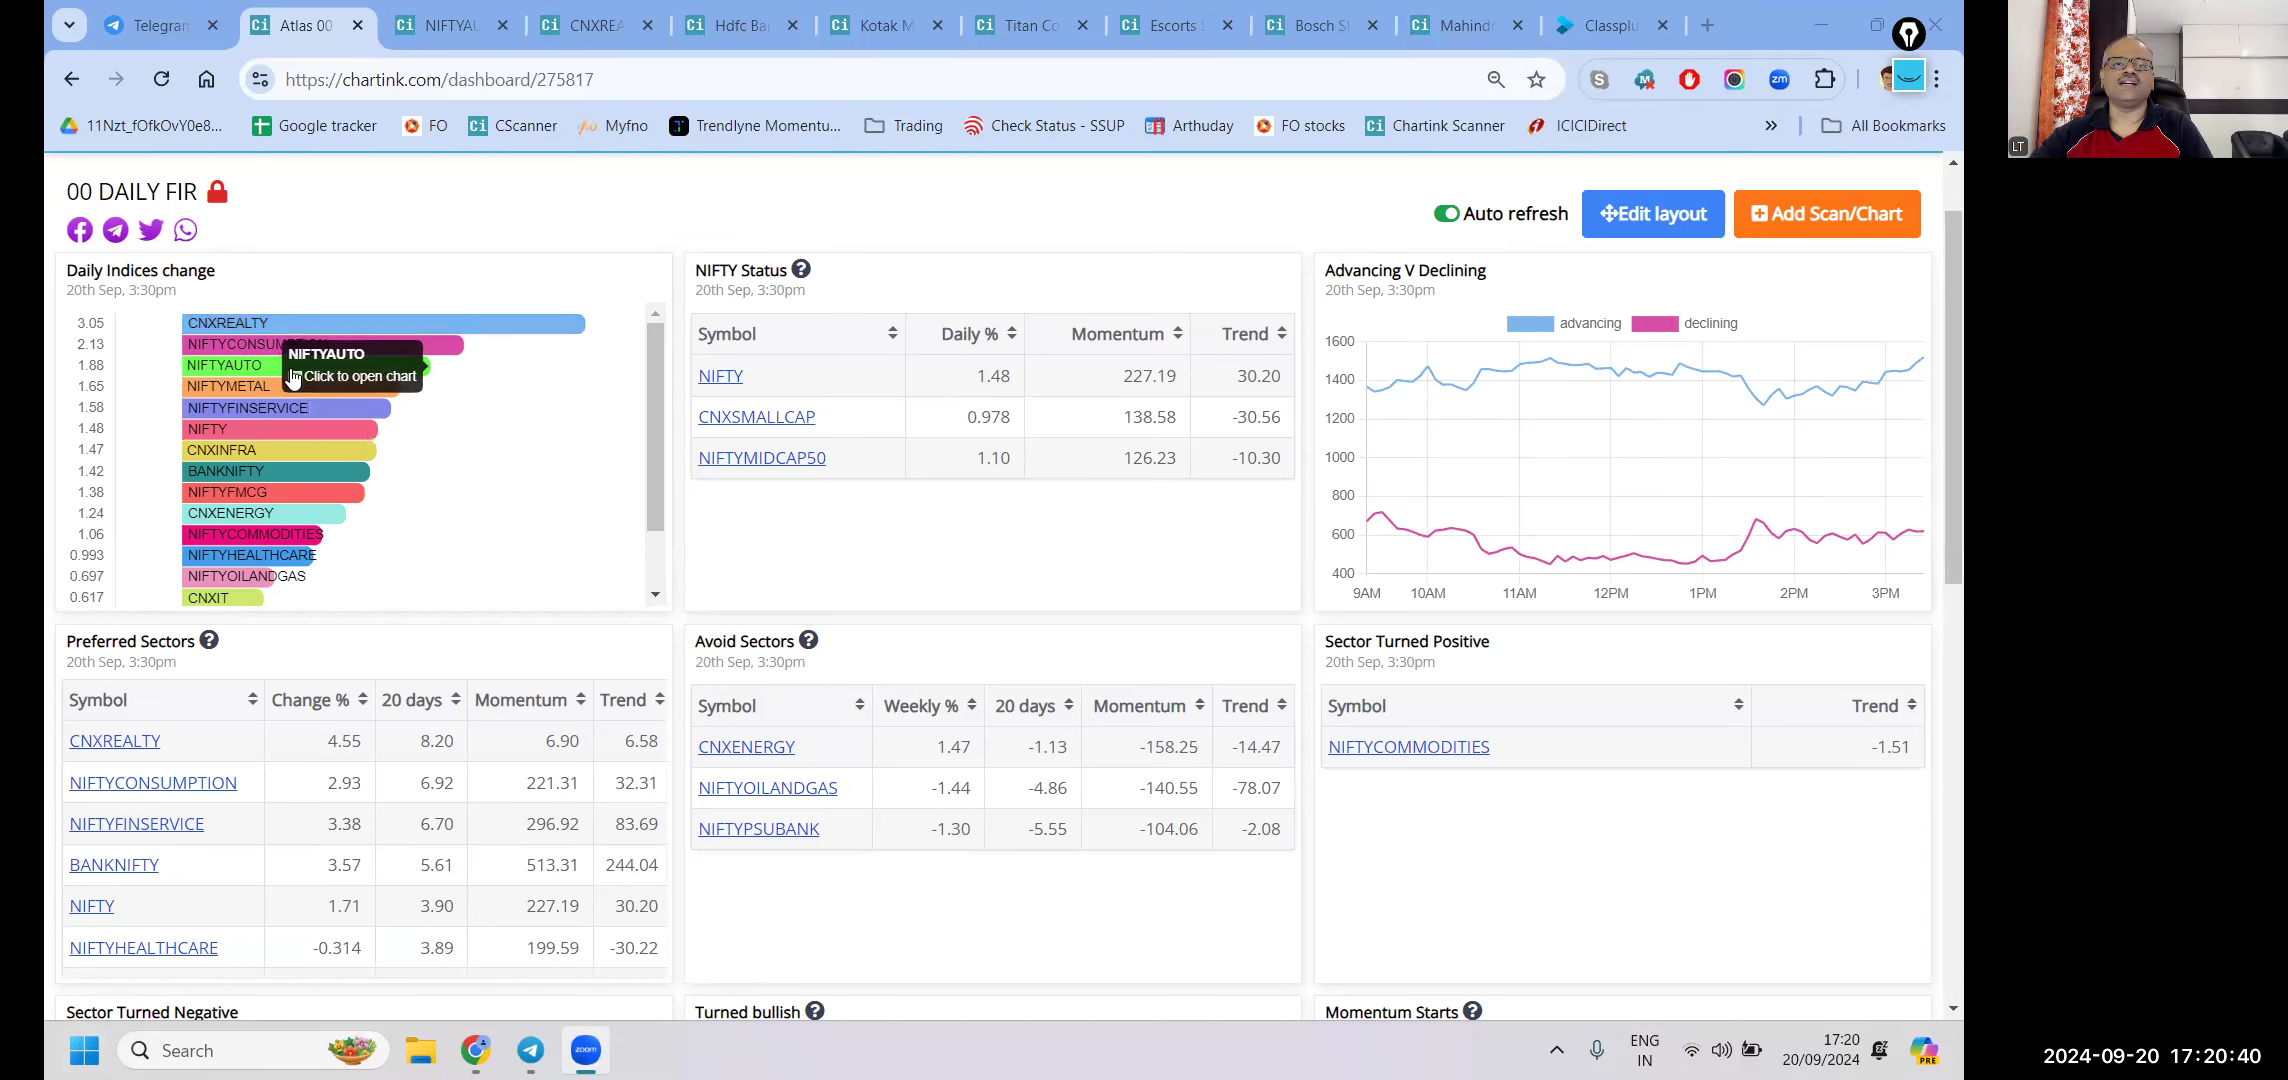 Telegram
Atlas 00
NIFTYAU
CNXREA
Hdfc Ba
Kotak M
Titan Co
Escorts S
Bosch Sl
Mahindr
Classplu
https://chartink.com/dashboard/275817
11Nzt_fOfkOvY0e8...
Google tracker
FO
CScanner
Myfno
Trendlyne Momentu...
Trading
Check Status - SSUP
Arthuday
FO stocks
Chartink Scanner
ICICIDirect
All Bookmarks
00 DAILY FIR
Auto refresh
Edit layout
Add Scan/Chart
Daily Indices change
20th Sep, 3:30pm
3.05 CNXREALTY
2.13
1.88 NIFTYAUTO
1.65 NIFTYMETAL
1.58 NIFTYFINSERVICE
1.48 NIFTY
1.47 CNXINFRA
1.42 BANKNIFTY
1.38 NIFTYFMCG
1.24 CNXENERGY
1.06 NIFTYCOMMODITIES
0.993 NIFTYHEALTHCARE
0.697 NIFTYOILANDGAS
0.617 CNXIT
NIFTYAUTO
Click to open chart
NIFTY Status
20th Sep, 3:30pm
Symbol Daily % Momentum Trend
NIFTY 1.48 227.19 30.20
CNXSMALLCAP 0.978 138.58 -30.56
NIFTYMIDCAP50 1.10 126.23 -10.30
Advancing V Declining
20th Sep, 3:30pm
advancing declining
1600
1400
1200
1000
800
600
400
9AM 10AM 11AM 12PM 1PM 2PM 3PM
Preferred Sectors
20th Sep, 3:30pm
Symbol Change % 20 days Momentum Trend
CNXREALTY 4.55 8.20 6.90 6.58
NIFTYCONSUMPTION 2.93 6.92 221.31 32.31
NIFTYFINSERVICE 3.38 6.70 296.92 83.69
BANKNIFTY 3.57 5.61 513.31 244.04
NIFTY 1.71 3.90 227.19 30.20
NIFTYHEALTHCARE -0.314 3.89 199.59 -30.22
Avoid Sectors
20th Sep, 3:30pm
Symbol Weekly % 20 days Momentum Trend
CNXENERGY 1.47 -1.13 -158.25 -14.47
NIFTYOILANDGAS -1.44 -4.86 -140.55 -78.07
NIFTYPSUBANK -1.30 -5.55 -104.06 -2.08
Sector Turned Positive
20th Sep, 3:30pm
Symbol Trend
NIFTYCOMMODITIES -1.51
Sector Turned Negative
Turned bullish
Momentum Starts
Search
zoom
ENG
IN
17:20
20/09/2024
PRE
LT
2024-09-20 17:20:40